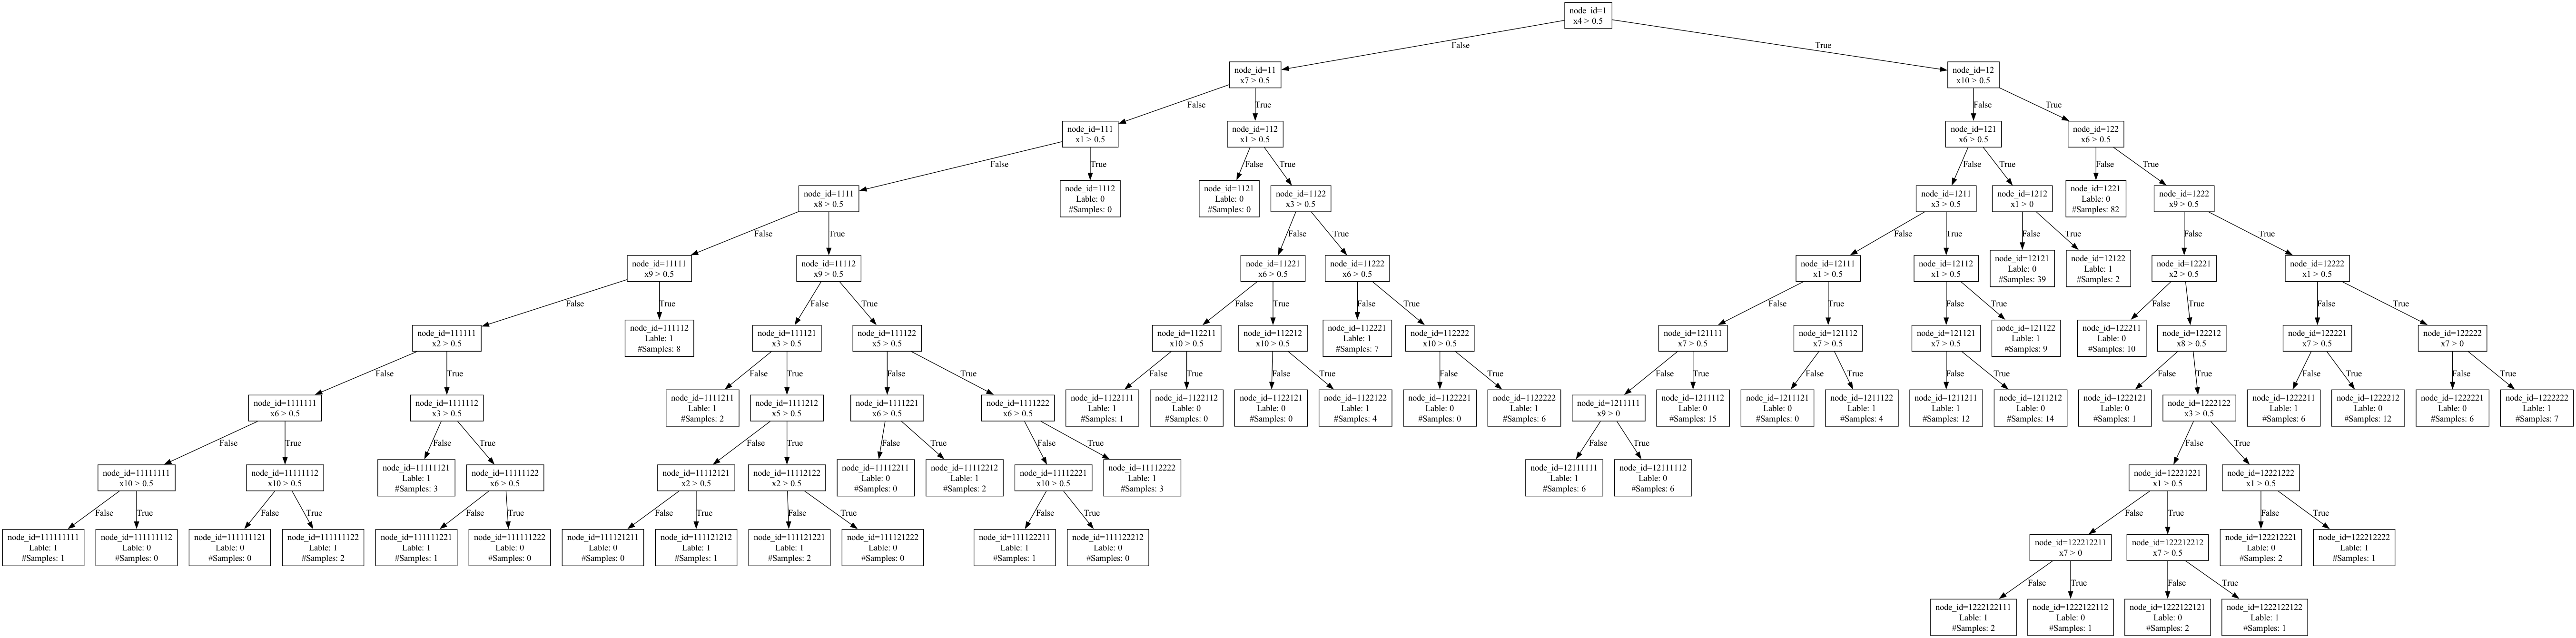 node_id=1
x4 > 0.5
False
True
node_id=11
x7 > 0.5
node_id=12
x10 > 0.5
False
True
False
True
node_id=111
x1 > 0.5
node_id=112
x1 > 0.5
node_id=121
x6 > 0.5
node_id=122
x6 > 0.5
False
True
False
True
False
True
False
True
node_id=1111
x8 > 0.5
node_id=1112
Lable: 0
#Samples: 0
node_id=1121
Lable: 0
#Samples: 0
node_id=1122
x3 > 0.5
node_id=1211
x3 > 0.5
node_id=1212
x1 > 0
node_id=1221
Lable: 0
#Samples: 82
node_id=1222
x9 > 0.5
False
True
False
True
False
True
False
True
False
True
node_id=11111
x9 > 0.5
node_id=11112
x9 > 0.5
node_id=11221
x6 > 0.5
node_id=11222
x6 > 0.5
node_id=12111
x1 > 0.5
node_id=12112
x1 > 0.5
node_id=12121
Lable: 0
#Samples: 39
node_id=12122
Lable: 1
#Samples: 2
node_id=12221
x2 > 0.5
node_id=12222
x1 > 0.5
False
True
False
True
False
True
False
True
False
True
False
True
False
True
False
True
node_id=111111
x2 > 0.5
node_id=111112
Lable: 1
#Samples: 8
node_id=111121
x3 > 0.5
node_id=111122
x5 > 0.5
node_id=112211
x10 > 0.5
node_id=112212
x10 > 0.5
node_id=112221
Lable: 1
#Samples: 7
node_id=112222
x10 > 0.5
node_id=121111
x7 > 0.5
node_id=121112
x7 > 0.5
node_id=121121
x7 > 0.5
node_id=121122
Lable: 1
#Samples: 9
node_id=122211
Lable: 0
#Samples: 10
node_id=122212
x8 > 0.5
node_id=122221
x7 > 0.5
node_id=122222
x7 > 0
False
True
False
True
False
True
False
True
False
True
False
True
False
True
False
True
False
True
False
True
False
True
False
True
node_id=1111111
x6 > 0.5
node_id=1111112
x3 > 0.5
node_id=1111211
Lable: 1
#Samples: 2
node_id=1111212
x5 > 0.5
node_id=1111221
x6 > 0.5
node_id=1111222
x6 > 0.5
node_id=1122111
Lable: 1
#Samples: 1
node_id=1122112
Lable: 0
#Samples: 0
node_id=1122121
Lable: 0
#Samples: 0
node_id=1122122
Lable: 1
#Samples: 4
node_id=1122221
Lable: 0
#Samples: 0
node_id=1122222
Lable: 1
#Samples: 6
node_id=1211111
x9 > 0
node_id=1211112
Lable: 0
#Samples: 15
node_id=1211121
Lable: 0
#Samples: 0
node_id=1211122
Lable: 1
#Samples: 4
node_id=1211211
Lable: 1
#Samples: 12
node_id=1211212
Lable: 0
#Samples: 14
node_id=1222121
Lable: 0
#Samples: 1
node_id=1222122
x3 > 0.5
node_id=1222211
Lable: 1
#Samples: 6
node_id=1222212
Lable: 0
#Samples: 12
node_id=1222221
Lable: 0
#Samples: 6
node_id=1222222
Lable: 1
#Samples: 7
False
True
False
True
False
True
False
True
False
True
False
True
False
True
node_id=11111111
x10 > 0.5
node_id=11111112
x10 > 0.5
node_id=11111121
Lable: 1
#Samples: 3
node_id=11111122
x6 > 0.5
node_id=11112121
x2 > 0.5
node_id=11112122
x2 > 0.5
node_id=11112211
Lable: 0
#Samples: 0
node_id=11112212
Lable: 1
#Samples: 2
node_id=11112221
x10 > 0.5
node_id=11112222
Lable: 1
#Samples: 3
node_id=12111111
Lable: 1
#Samples: 6
node_id=12111112
Lable: 0
#Samples: 6
node_id=12221221
x1 > 0.5
node_id=12221222
x1 > 0.5
False
True
False
True
False
True
False
True
False
True
False
True
False
True
False
True
node_id=111111111
Lable: 1
#Samples: 1
node_id=111111112
Lable: 0
#Samples: 0
node_id=111111121
Lable: 0
#Samples: 0
node_id=111111122
Lable: 1
#Samples: 2
node_id=111111221
Lable: 1
#Samples: 1
node_id=111111222
Lable: 0
#Samples: 0
node_id=111121211
Lable: 0
#Samples: 0
node_id=111121212
Lable: 1
#Samples: 1
node_id=111121221
Lable: 1
#Samples: 2
node_id=111121222
Lable: 0
#Samples: 0
node_id=111122211
Lable: 1
#Samples: 1
node_id=111122212
Lable: 0
#Samples: 0
node_id=122212211
x7 > 0
node_id=122212212
x7 > 0.5
node_id=122212221
Lable: 0
#Samples: 2
node_id=122212222
Lable: 1
#Samples: 1
False
True
False
True
node_id=1222122111
Lable: 1
#Samples: 2
node_id=1222122112
Lable: 0
#Samples: 1
node_id=1222122121
Lable: 0
#Samples: 2
node_id=1222122122
Lable: 1
#Samples: 1